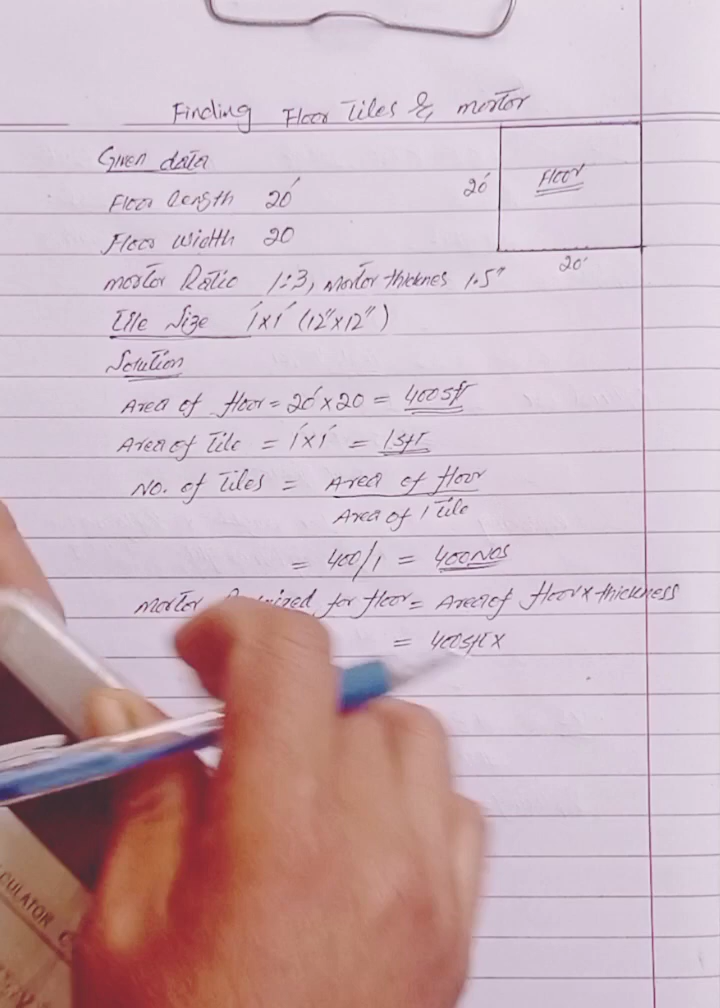 Finding Floor Tiles & mortor
Given data
Floor length 20'
Floor width 20
mortor Ratio 1:3, mortor thicknes 1.5"
Tile Size 1'x1' (12"x12")
20'
Floor
20'
Solution
Area of floor = 20'x20 = 400sft
Area of Tile = 1'x1' = 1sft
No. of Tiles = Area of floor
Area of 1 Tile
= 400/1 = 400Nos
mortor for floor = Area of floor x thickness
= 400sft x
CULATOR